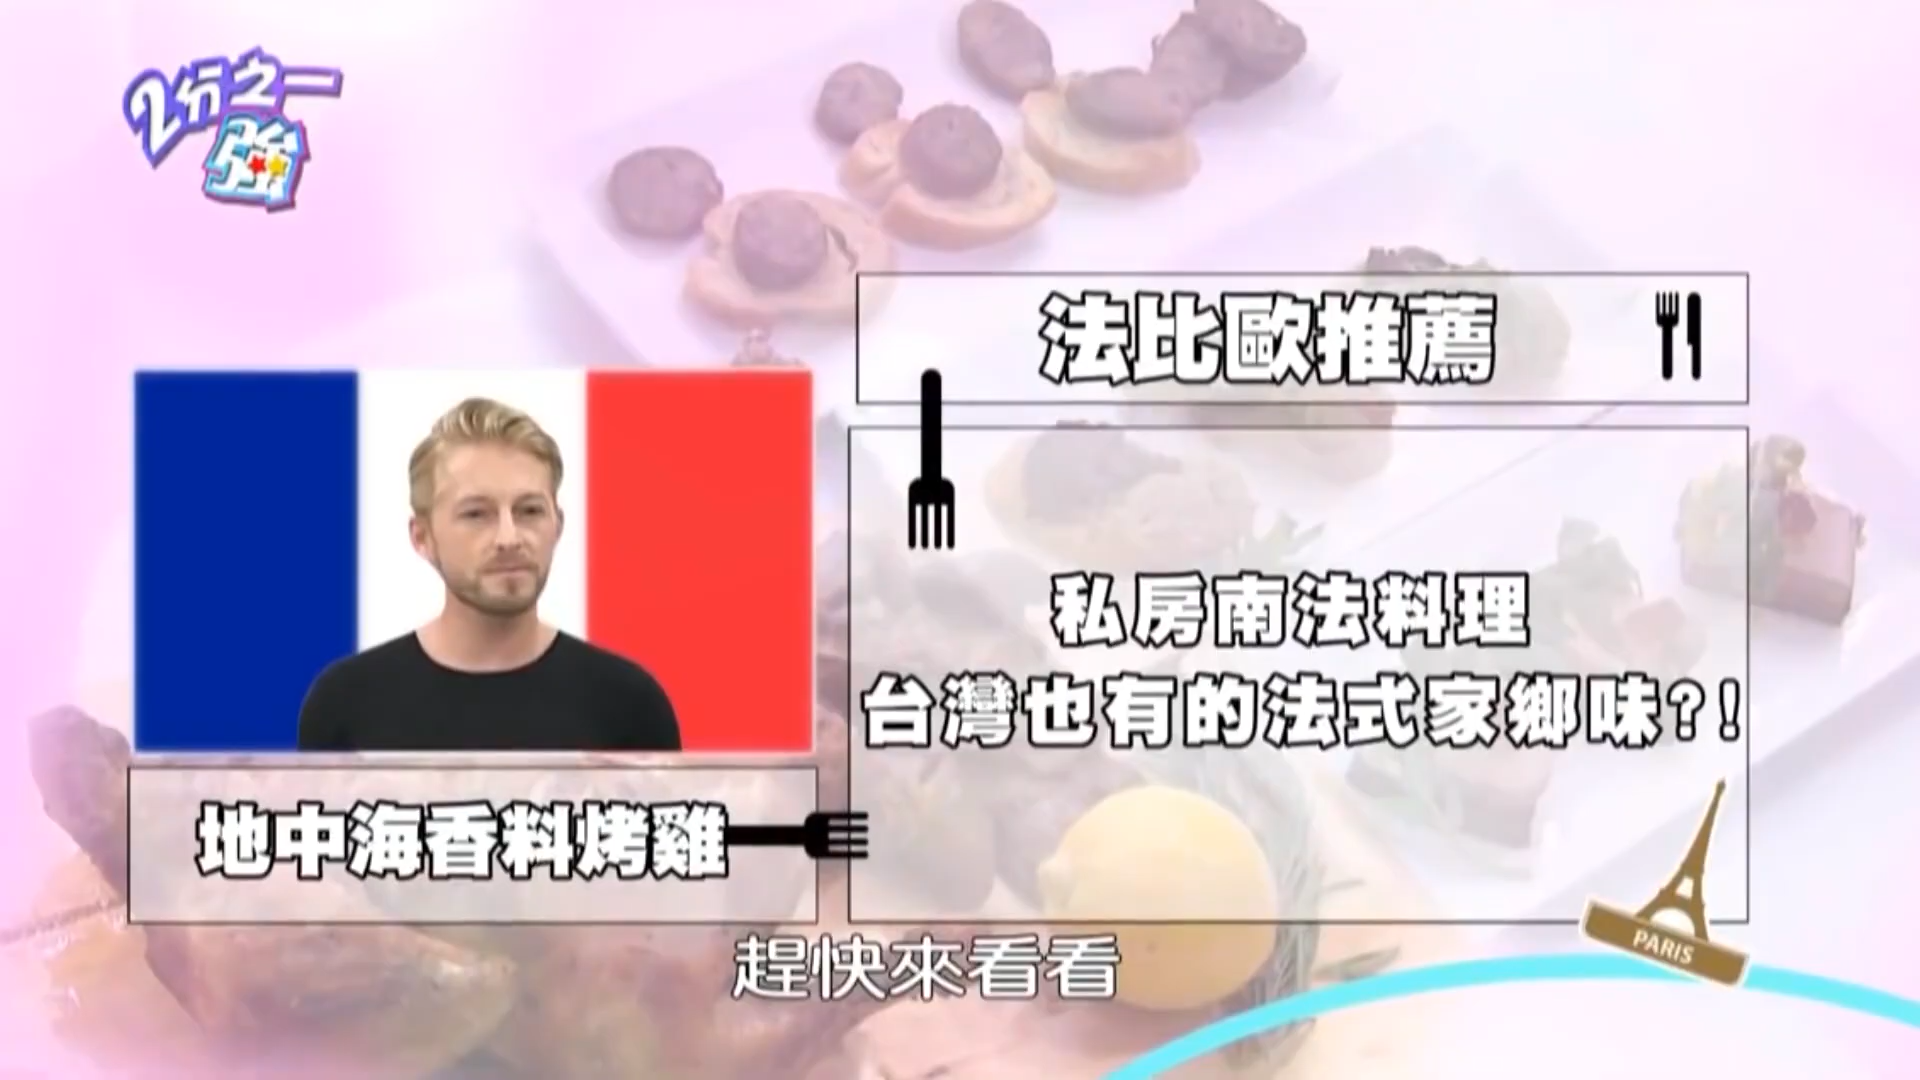 2分之一
強
法比歐推薦
私房南法料理
台灣也有的法式家鄉味?!
地中海香料烤雞
PARIS
趕快來看看